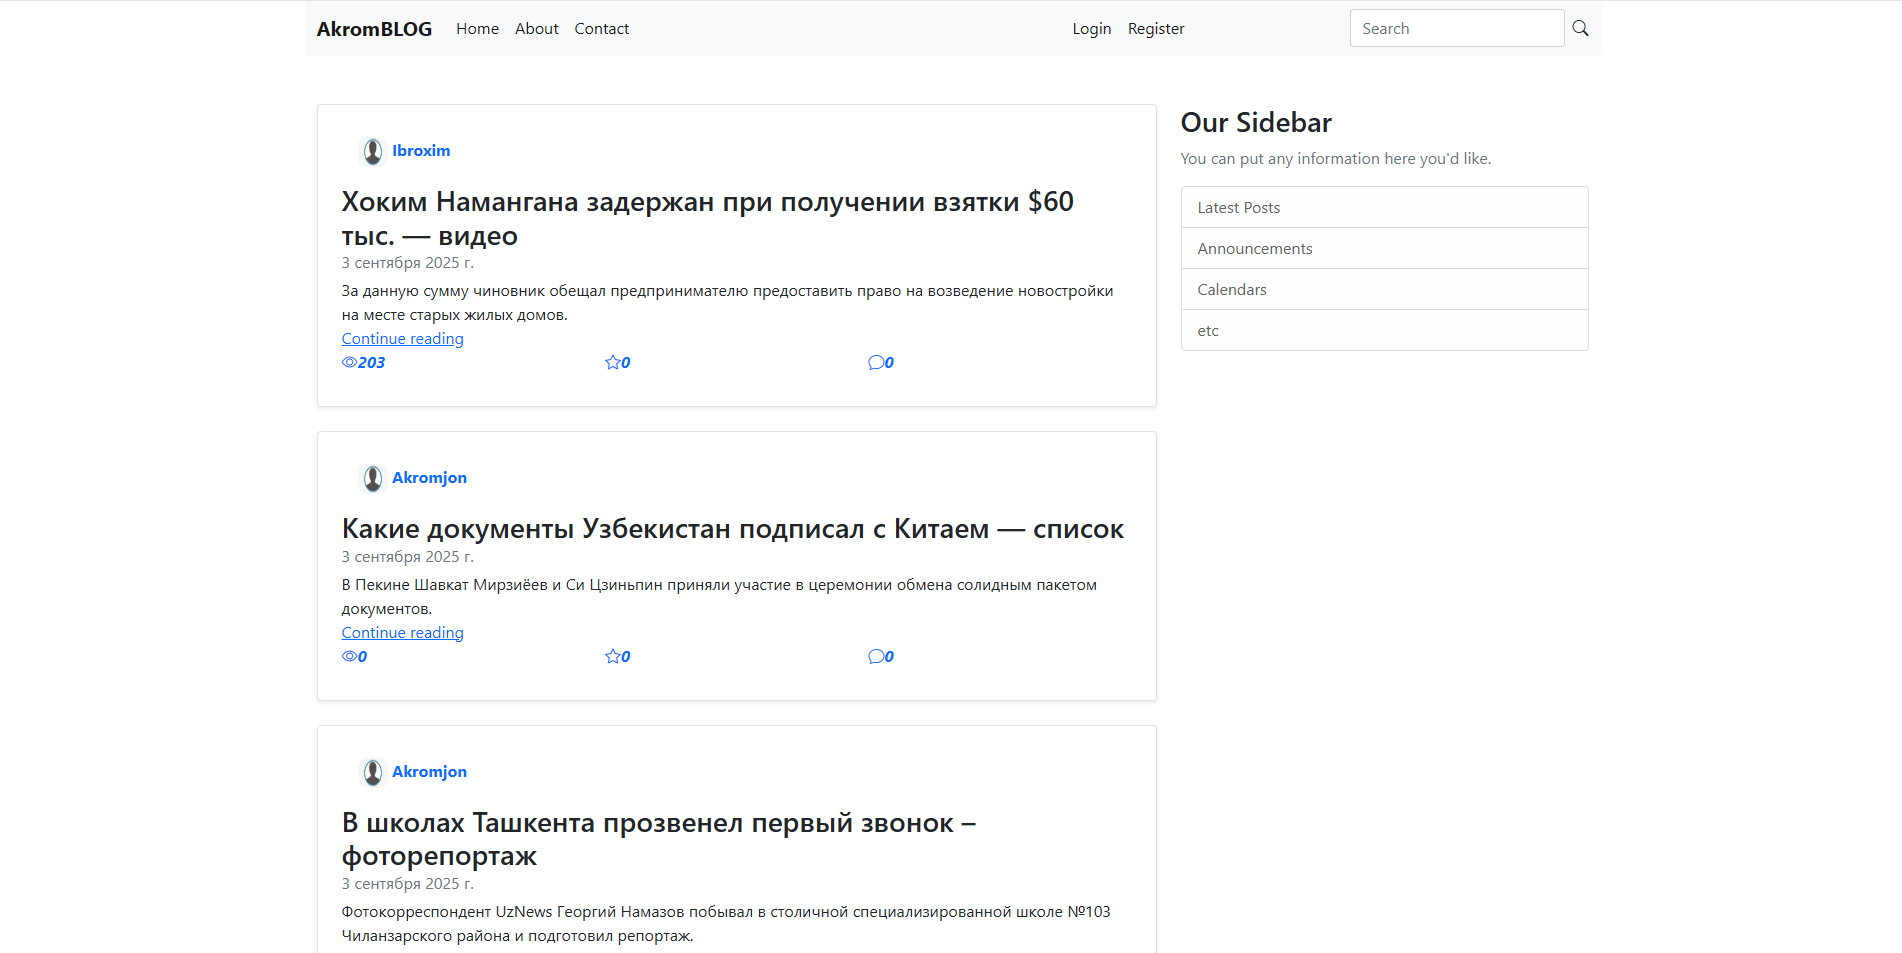 AkromBLOG Home About Contact Login Register Search
Ibroxim
Хоким Намангана задержан при получении взятки $60
тыс. — видео
3 сентября 2025 г.
За данную сумму чиновник обещал предпринимателю предоставить право на возведение новостройки
на месте старых жилых домов.
Continue reading
203 0 0
Akromjon
Какие документы Узбекистан подписал с Китаем — список
3 сентября 2025 г.
В Пекине Шавкат Мирзиёев и Си Цзиньпин приняли участие в церемонии обмена солидным пакетом
документов.
Continue reading
0 0 0
Akromjon
В школах Ташкента прозвенел первый звонок –
фоторепортаж
3 сентября 2025 г.
Фотокорреспондент UzNews Георгий Намазов побывал в столичной специализированной школе №103
Чиланзарского района и подготовил репортаж.
Our Sidebar
You can put any information here you'd like.
Latest Posts
Announcements
Calendars
etc